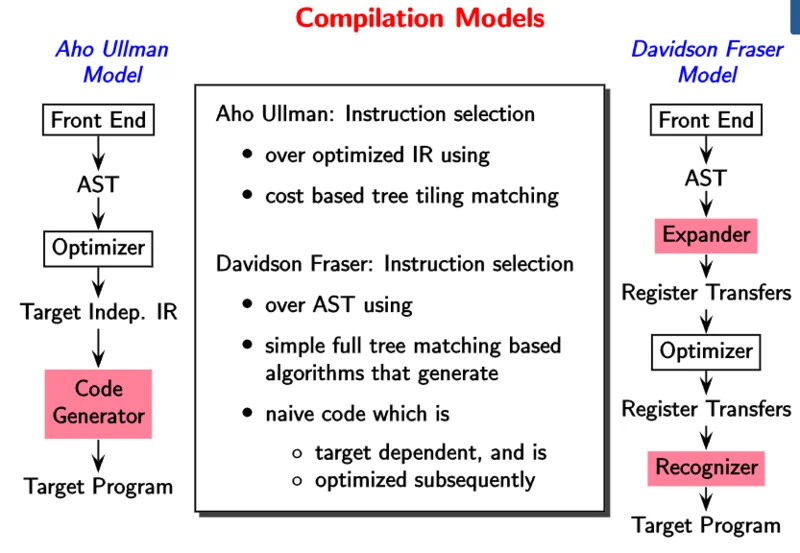 Compilation Models
Aho Ullman
Model
Front End
AST
Optimizer
Target Indep. IR
Code
Generator
Target Program
Aho Ullman: Instruction selection
• over optimized IR using
• cost based tree tiling matching
Davidson Fraser: Instruction selection
• over AST using
• simple full tree matching based
algorithms that generate
• naive code which is
◦ target dependent, and is
◦ optimized subsequently
Davidson Fraser
Model
Front End
AST
Expander
Register Transfers
Optimizer
Register Transfers
Recognizer
Target Program